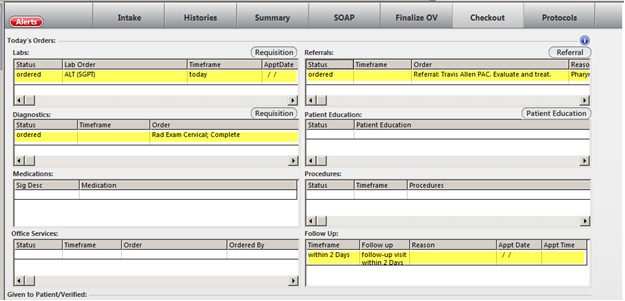 Alerts Intake Histories Summary SOAP Finalize OV Checkout Protocols
Today's Orders:
Labs: Requisition
Status Lab Order Timeframe ApptDate
ordered ALT (SGPT) today / /
Referrals: Referral
Status Timeframe Order Reaso
ordered Referral: Travis Allen PAC. Evaluate and treat. Pharyn
Diagnostics: Requisition
Status Timeframe Order
ordered Rad Exam Cervical; Complete
Patient Education: Patient Education
Status Patient Education
Medications:
Sig Desc Medication
Procedures:
Status Timeframe Procedures
Office Services:
Status Timeframe Order Ordered By
Follow Up:
Timeframe Follow up Reason Appt Date Appt Time
within 2 Days follow-up visit / /
within 2 Days
Given to Patient/Verified: